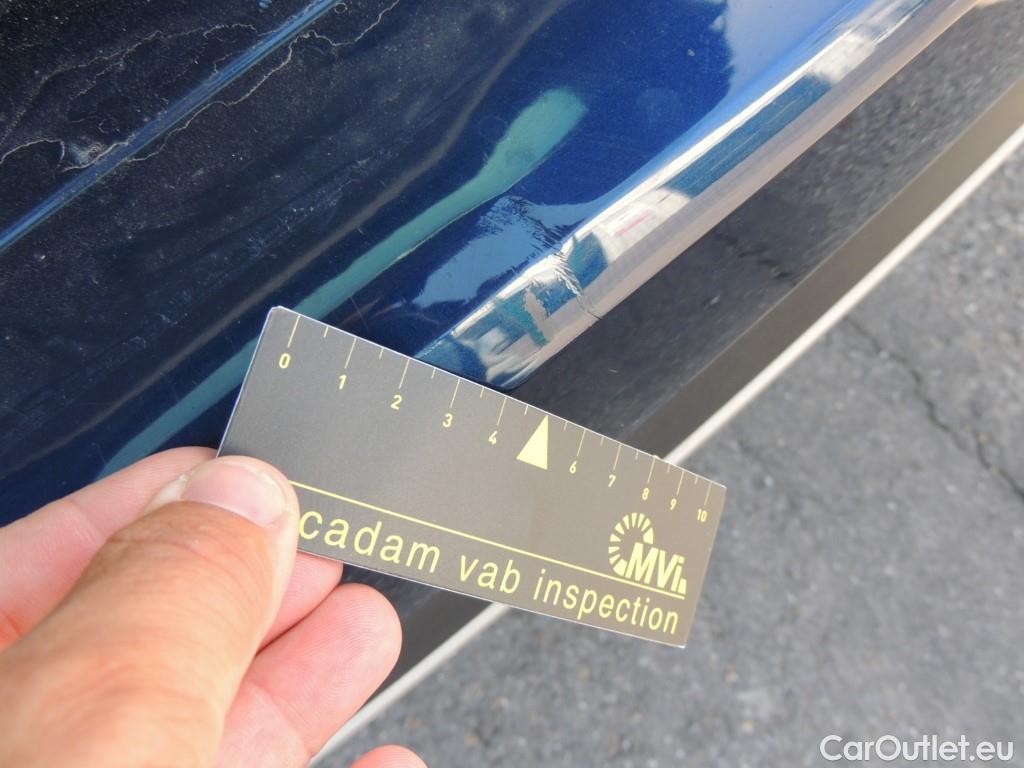 0 1 2 3 4 6 7 8 9 10
MVi
cadam vab inspection
CarOutlet.eu